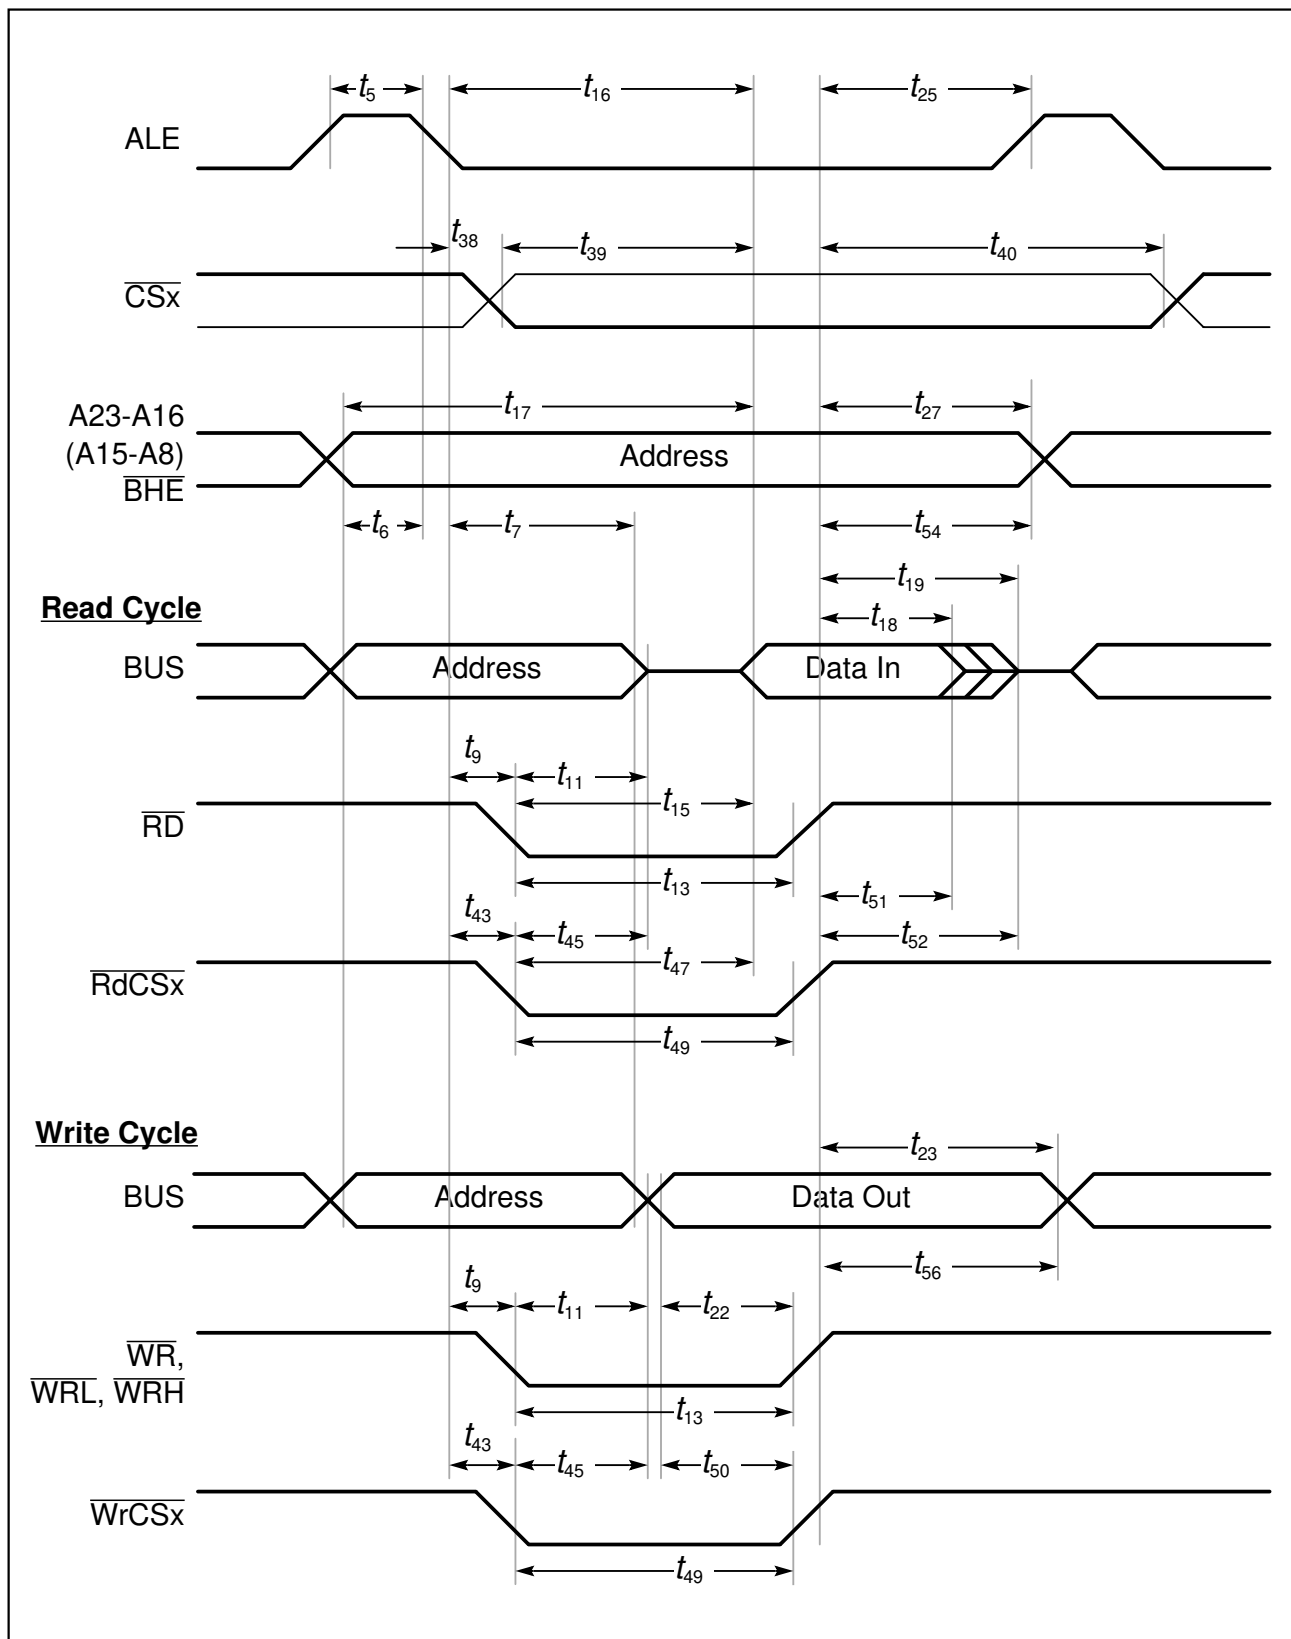 t5 t16 t25
ALE
t38 t39 t40
CSx
A23-A16
t17 t27
(A15-A8)
Address
BHE
t6 t7 t54
t19
Read Cycle
t18
BUS Address Data In
t9 t11
t15
RD
t13 t51
t43 t45 t52
t47
RdCSx
t49
Write Cycle
t23
BUS Address Data Out
t56
t9 t11 t22
WR,
WRL, WRH
t13
t43 t45 t50
WrCSx
t49